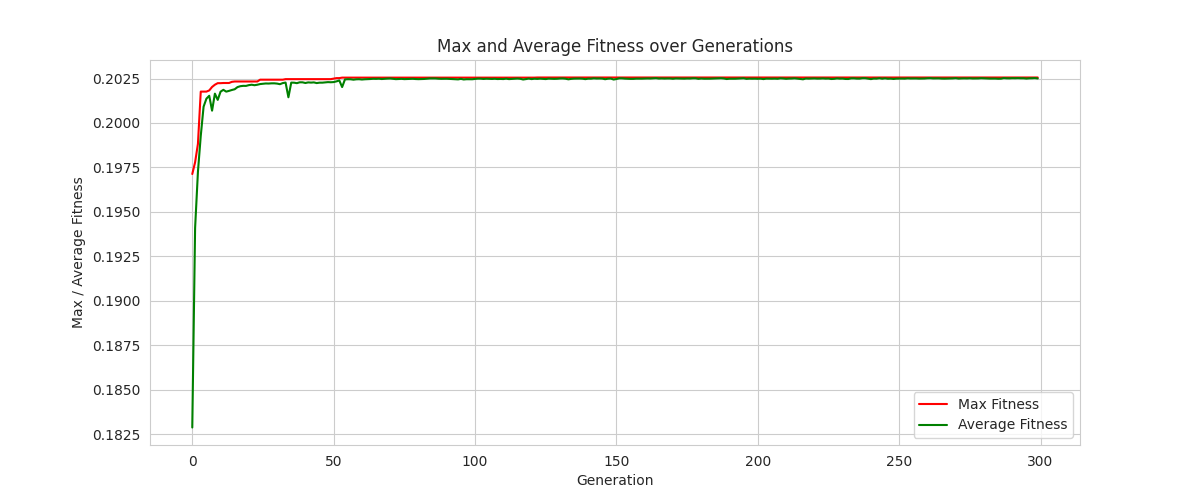 Max and Average Fitness over Generations
Max / Average Fitness
0.2025
0.2000
0.1975
0.1950
0.1925
0.1900
0.1875
0.1850
0.1825
0 50 100 150 200 250 300
Generation
Max Fitness
Average Fitness